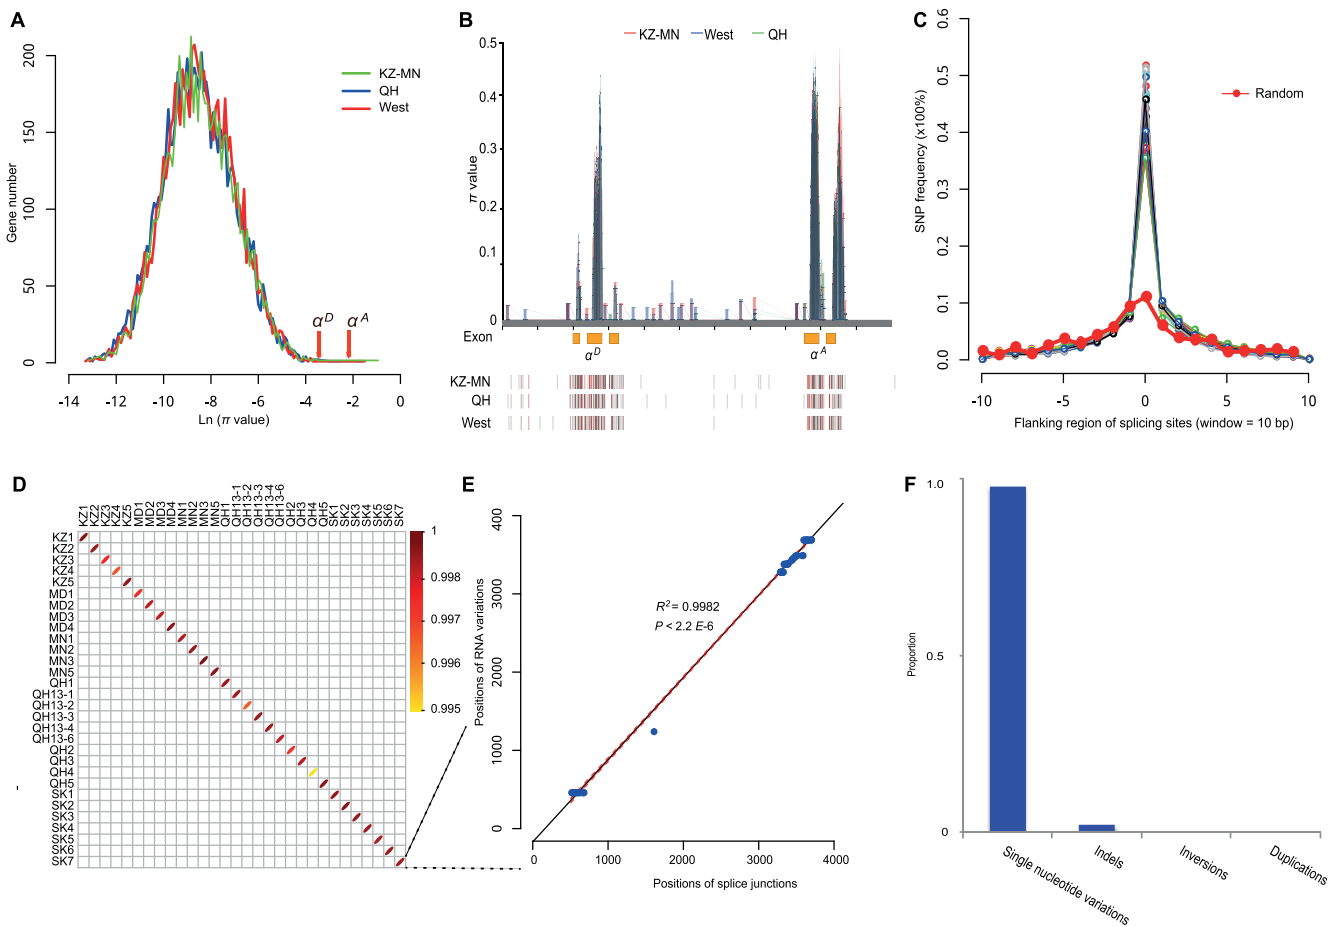 A
Gene number
200
150
100
50
0
-14 -12 -10 -8 -6 -4 -2 0
Ln (π value)
KZ-MN
QH
West
α^D α^A
B
KZ-MN West QH
π value
0.5
0.4
0.3
0.2
0.1
0
Exon
α^D α^A
KZ-MN
QH
West
C
SNP frequency (x100%)
0.6
0.5
0.4
0.3
0.2
0.1
0.0
-10 -5 0 5 10
Flanking region of splicing sites (window = 10 bp)
Random
D
KZ1 KZ2 KZ3 KZ4 KZ5 MD1 MD2 MD3 MD4 MN1 MN2 MN3 MN5 QH1 QH13-1 QH13-2 QH13-3 QH13-4 QH13-6 QH2 QH3 QH4 QH5 SK1 SK2 SK3 SK4 SK5 SK6 SK7
KZ1
KZ2
KZ3
KZ4
KZ5
MD1
MD2
MD3
MD4
MN1
MN2
MN3
MN5
QH1
QH13-1
QH13-2
QH13-3
QH13-4
QH13-6
QH2
QH3
QH4
QH5
SK1
SK2
SK3
SK4
SK5
SK6
SK7
1
0.998
0.997
0.996
0.995
E
Positions of RNA variations
400
3000
2000
1000
0
R² = 0.9982
P < 2.2 E-6
0 1000 2000 3000 4000
Positions of splice junctions
F
Proportion
1.0
0.5
0
Single nucleotide variations
Indels
Inversions
Duplications